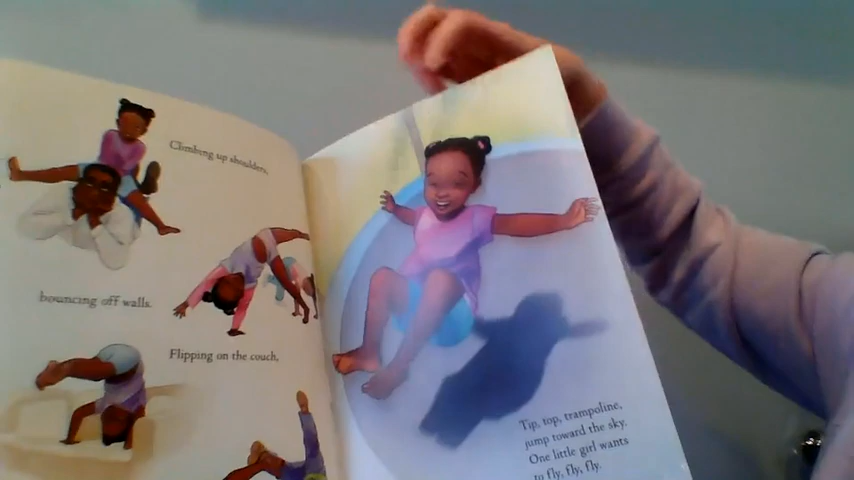 Climbing up shoulders,
bouncing off walls.
Flipping on the couch,
Tip, top, trampoline,
jump toward the sky.
One little girl wants
to fly, fly, fly.